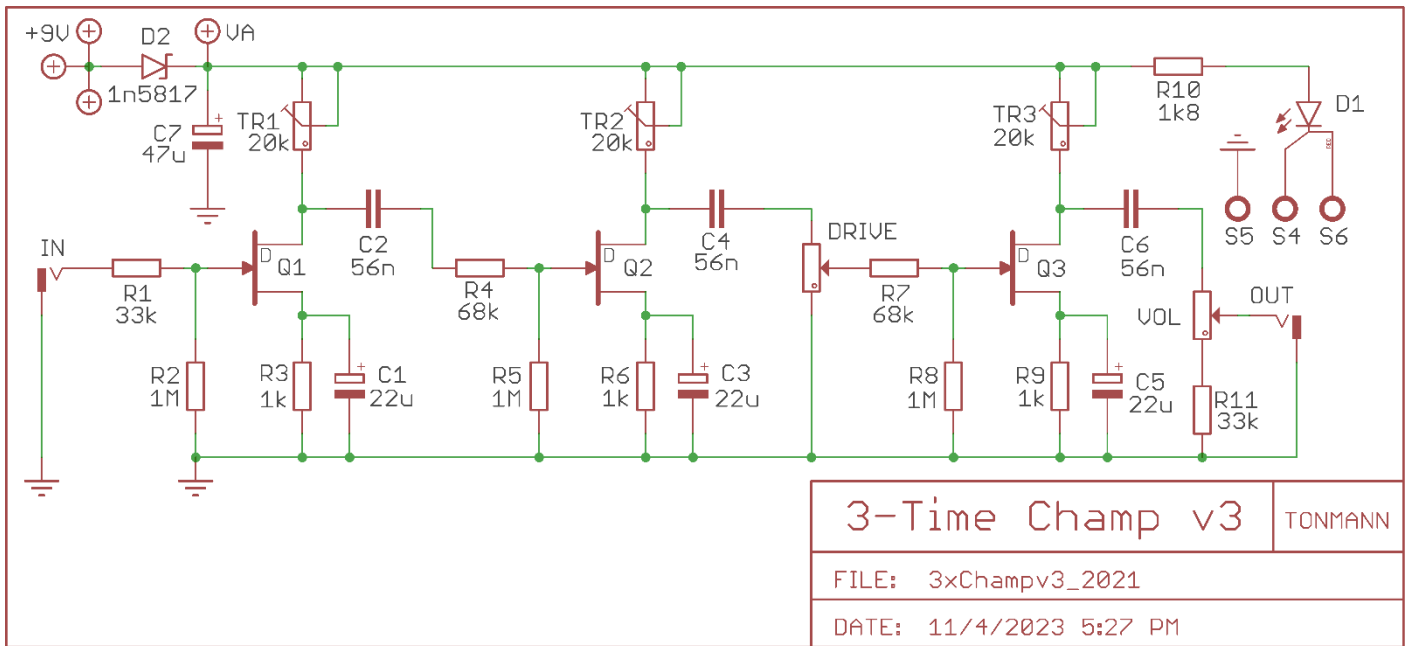 +9V
D2
VA
1n5817
C7
47u
TR1
20k
TR2
20k
TR3
20k
R10
1k8
D1
RED
S5
S4
S6
IN
R1
33k
D
Q1
C2
56n
R4
68k
D
Q2
C4
56n
DRIVE
R7
68k
D
Q3
C6
56n
VOL
OUT
R2
1M
R3
1k
C1
22u
R5
1M
R6
1k
C3
22u
R8
1M
R9
1k
C5
22u
R11
33k
3-Time Champ v3
TONMANN
FILE: 3xChampv3_2021
DATE: 11/4/2023 5:27 PM